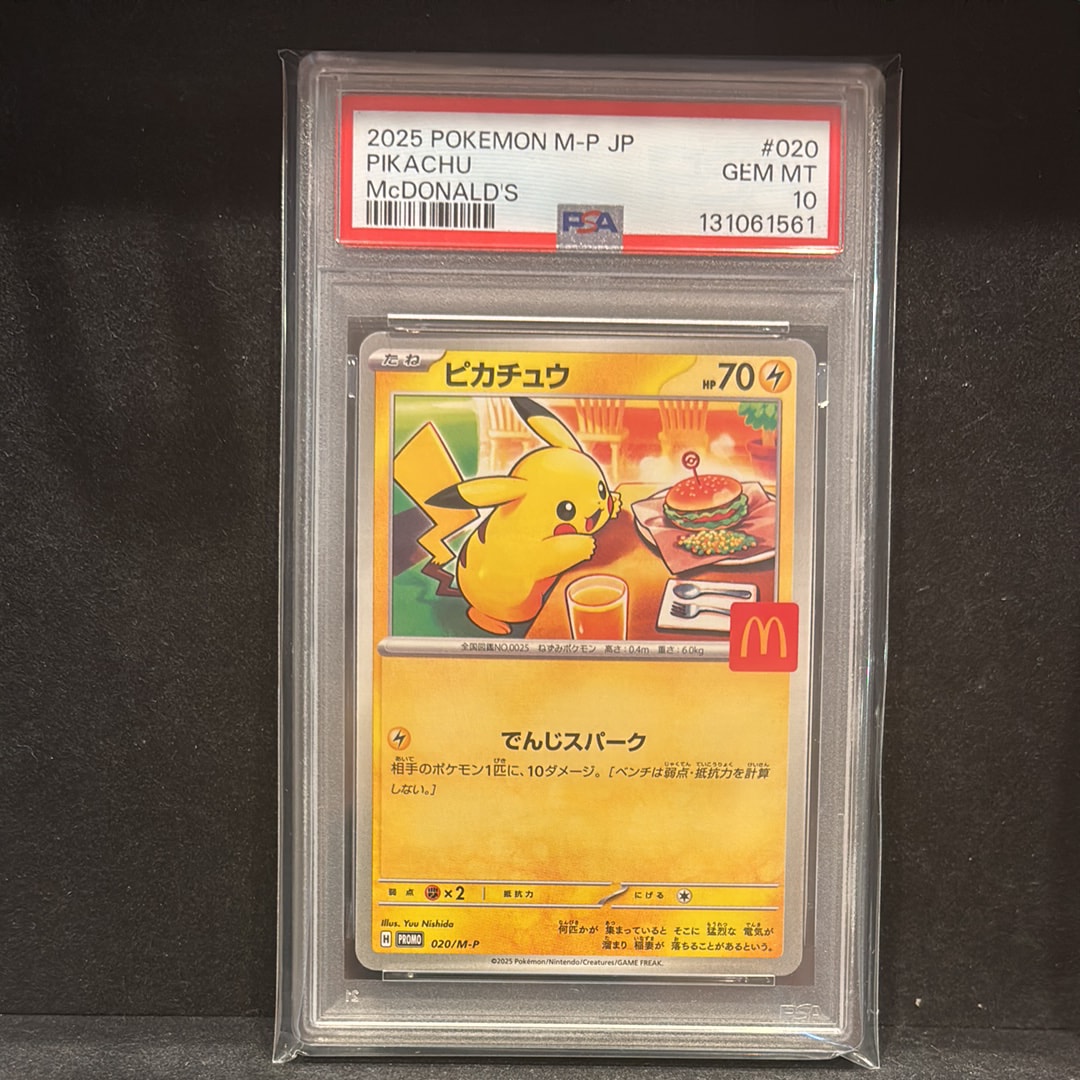 2025 POKEMON M-P JP
#020
PIKACHU
GEM MT
McDONALD'S
10
PSA
131061561
たね
ピカチュウ
HP70
全国図鑑NO.0025 ねずみポケモン 高さ:0.4m 重さ:6.0kg
でんじスパーク
相手のポケモン1匹に、10ダメージ。[ベンチは弱点・抵抗力を計算
しない。]
弱点 ×2 抵抗力 にげる
Illus. Yuu Nishida
何匹かが 集まっていると そこに 猛烈な 電気が
溜まり 稲妻が 落ちることがあるという。
H PROMO 020/M-P
©2025 Pokémon/Nintendo/Creatures/GAME FREAK.
PSA